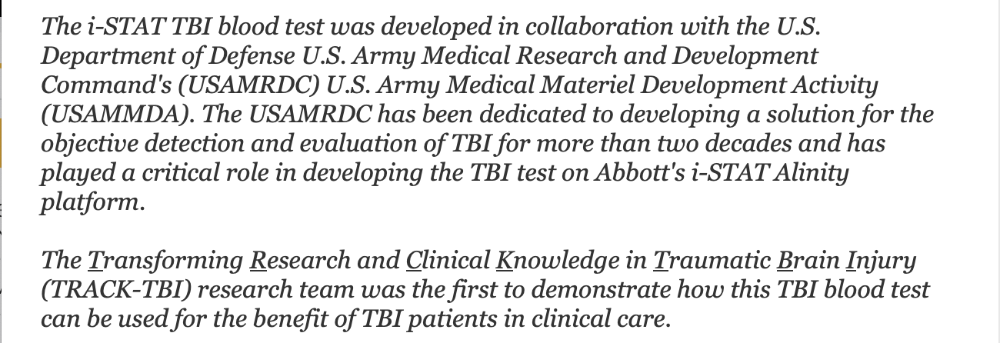 The i-STAT TBI blood test was developed in collaboration with the U.S.
Department of Defense U.S. Army Medical Research and Development
Command's (USAMRDC) U.S. Army Medical Materiel Development Activity
(USAMMDA). The USAMRDC has been dedicated to developing a solution for the
objective detection and evaluation of TBI for more than two decades and has
played a critical role in developing the TBI test on Abbott's i-STAT Alinity
platform.
The Transforming Research and Clinical Knowledge in Traumatic Brain Injury
(TRACK-TBI) research team was the first to demonstrate how this TBI blood test
can be used for the benefit of TBI patients in clinical care.